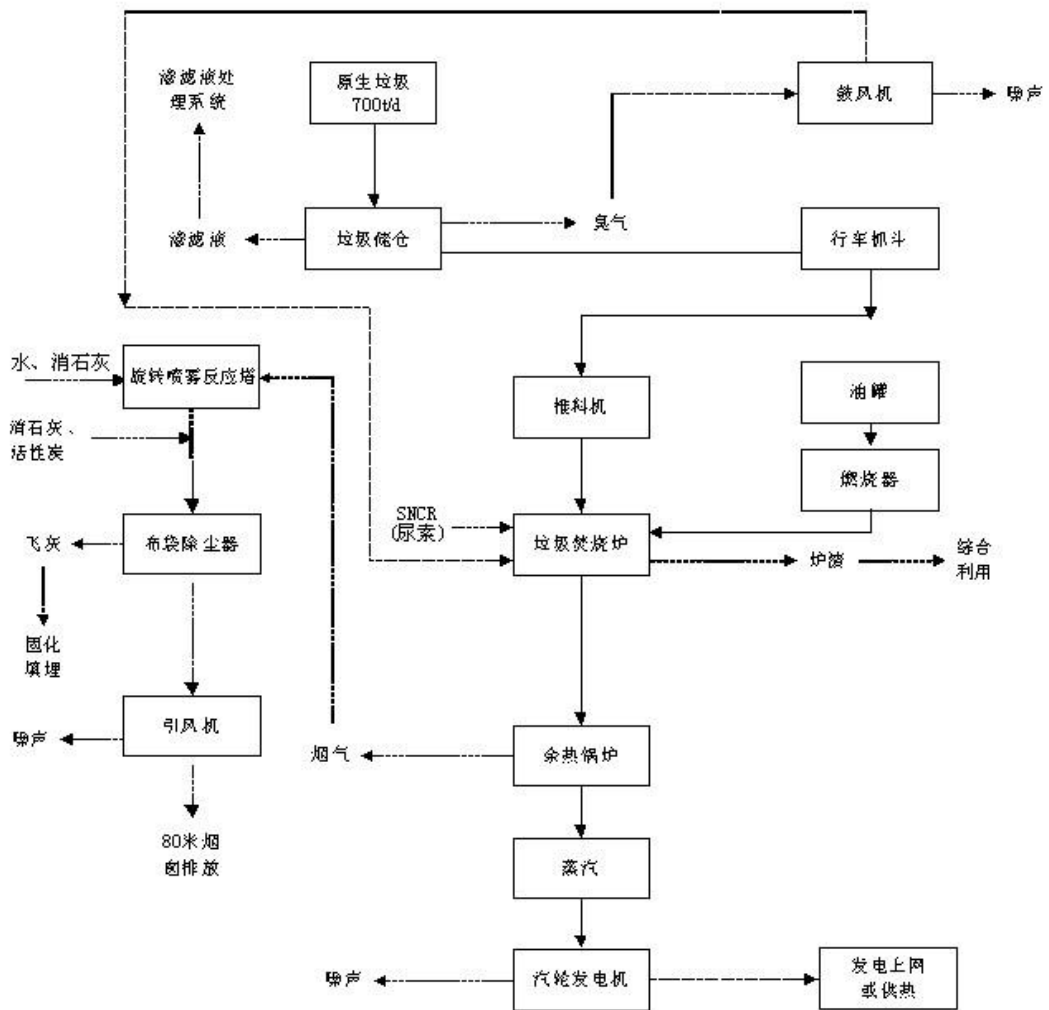 渗滤液处
理系统
原生垃圾
700t/d
鼓风机
噪声
渗滤液
垃圾储仓
臭气
行车抓斗
水、消石灰
旋转喷雾反应塔
推料机
油罐
消石灰、
活性炭
燃烧器
SNCR
(尿素)
飞灰
布袋除尘器
垃圾焚烧炉
炉渣
综合
利用
固化
填埋
引风机
噪声
烟气
余热锅炉
80米烟
囱排放
蒸汽
噪声
汽轮发电机
发电上网
或供热